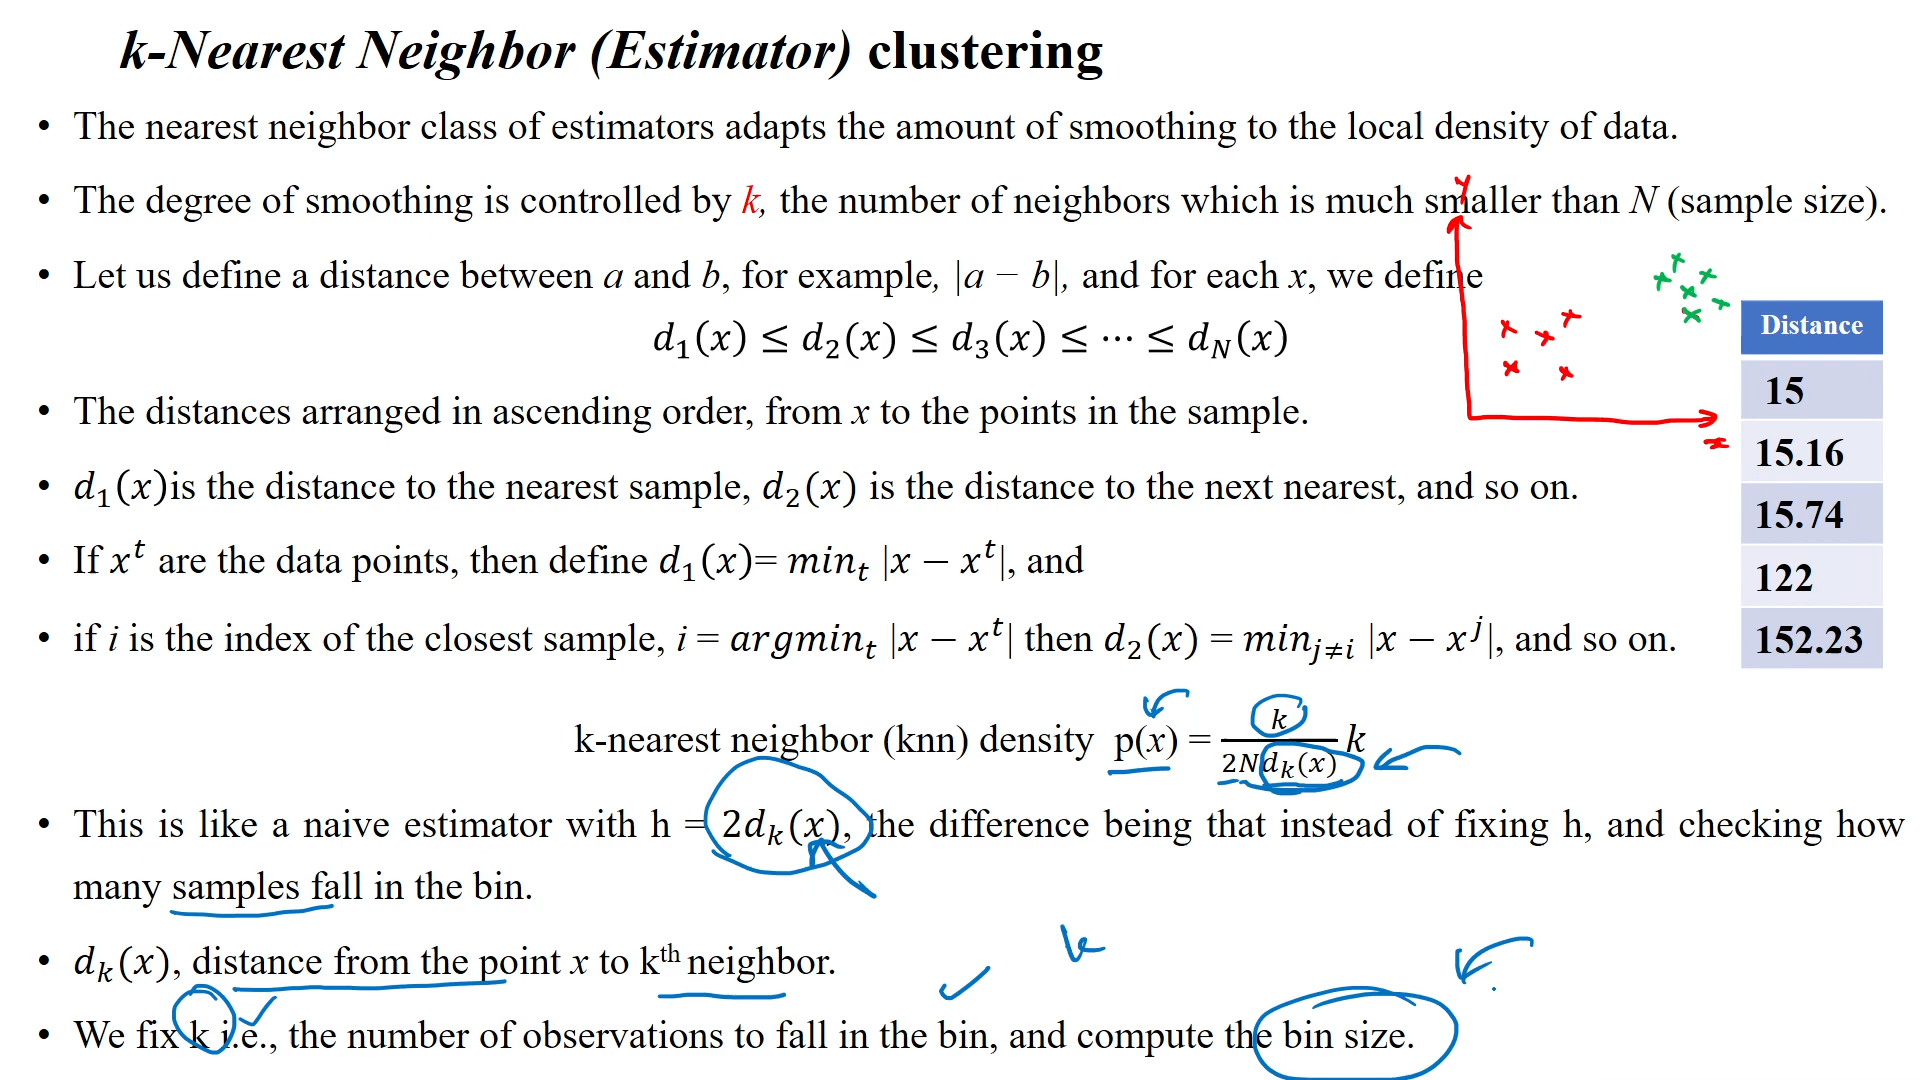 k-Nearest Neighbor (Estimator) clustering
• The nearest neighbor class of estimators adapts the amount of smoothing to the local density of data.
• The degree of smoothing is controlled by k, the number of neighbors which is much smaller than N (sample size).
• Let us define a distance between a and b, for example, |a − b|, and for each x, we define
d₁(x) ≤ d₂(x) ≤ d₃(x) ≤ ⋯ ≤ d_N(x)
• The distances arranged in ascending order, from x to the points in the sample.
• d₁(x)is the distance to the nearest sample, d₂(x) is the distance to the next nearest, and so on.
• If x^t are the data points, then define d₁(x)= min_t |x − x^t|, and
• if i is the index of the closest sample, i = argmin_t |x − x^t| then d₂(x) = min_{j≠i} |x − x^j|, and so on.
k-nearest neighbor (knn) density p(x) = k/(2Nd_k(x)) k
• This is like a naive estimator with h = 2d_k(x), the difference being that instead of fixing h, and checking how
many samples fall in the bin.
• d_k(x), distance from the point x to k^th neighbor.
• We fix k i.e., the number of observations to fall in the bin, and compute the bin size.
Distance
15
15.16
15.74
122
152.23
Y
x
k